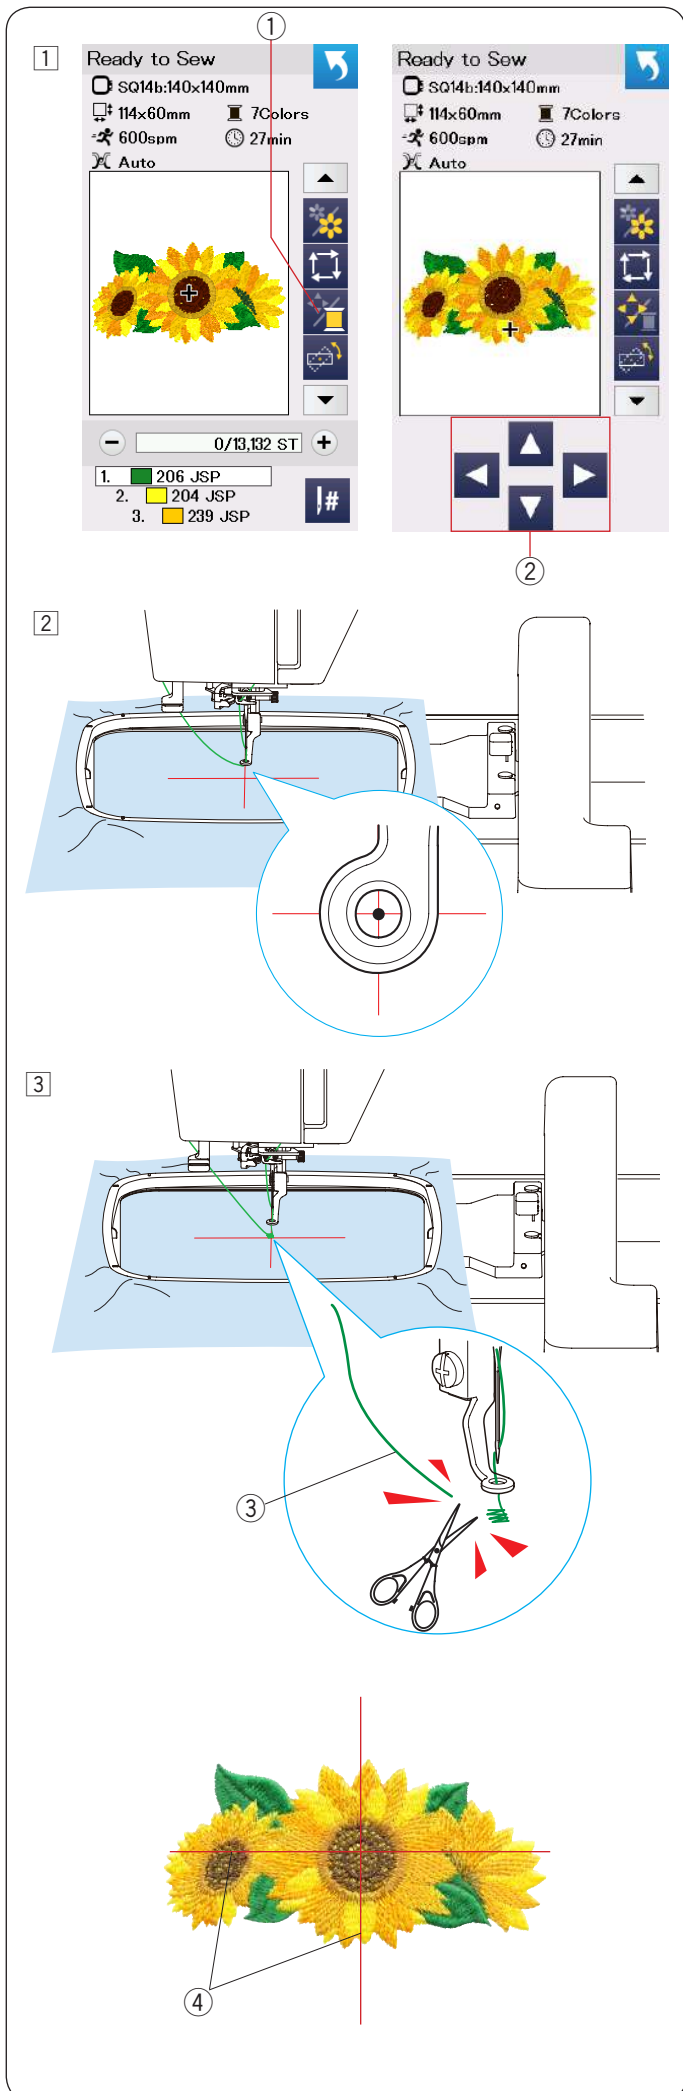 ①
1
Ready to Sew
SQ14b:140x140mm
114x60mm 7Colors
600spm 27min
Auto
0/13,132 ST
1. 206 JSP
2. 204 JSP
3. 239 JSP
#
Ready to Sew
SQ14b:140x140mm
114x60mm 7Colors
600spm 27min
Auto
②
2
3
③
④